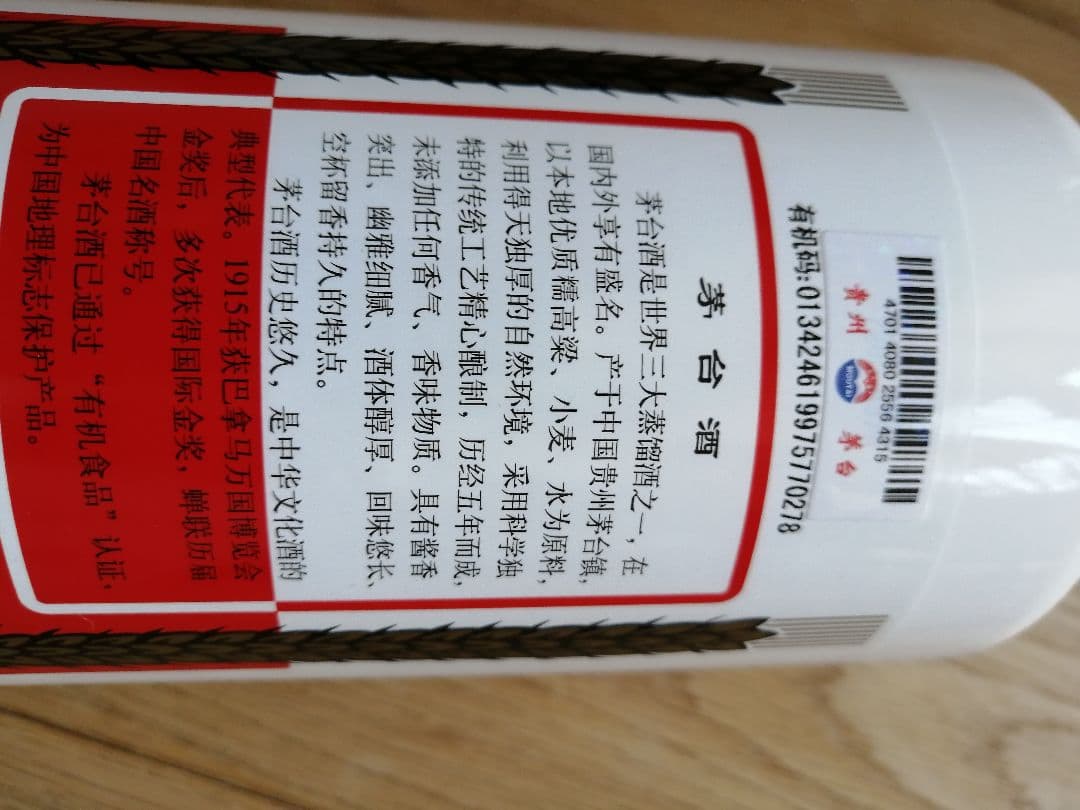 4701 4080 2556 4315
贵州 MOUTAI 茅台
有机码:01342461997577​0278
茅台酒
茅台酒是世界三大蒸馏酒之一，在
国内外享有盛名。产于中国贵州茅台镇，
以本地优质糯高粱、小麦、水为原料，
利用得天独厚的自然环境，采用科学独
特的传统工艺精心酿制，历经五年而成，
未添加任何香气、香味物质。具有酱香
突出、幽雅细腻、酒体醇厚、回味悠长、
空杯留香持久的特点。
茅台酒历史悠久，是中华文化酒的
典型代表。1915年获巴拿马万国博览会
金奖后，多次获得国际金奖，蝉联历届
中国名酒称号。
茅台酒已通过“有机食品”认证，
为中国地理标志保护产品。